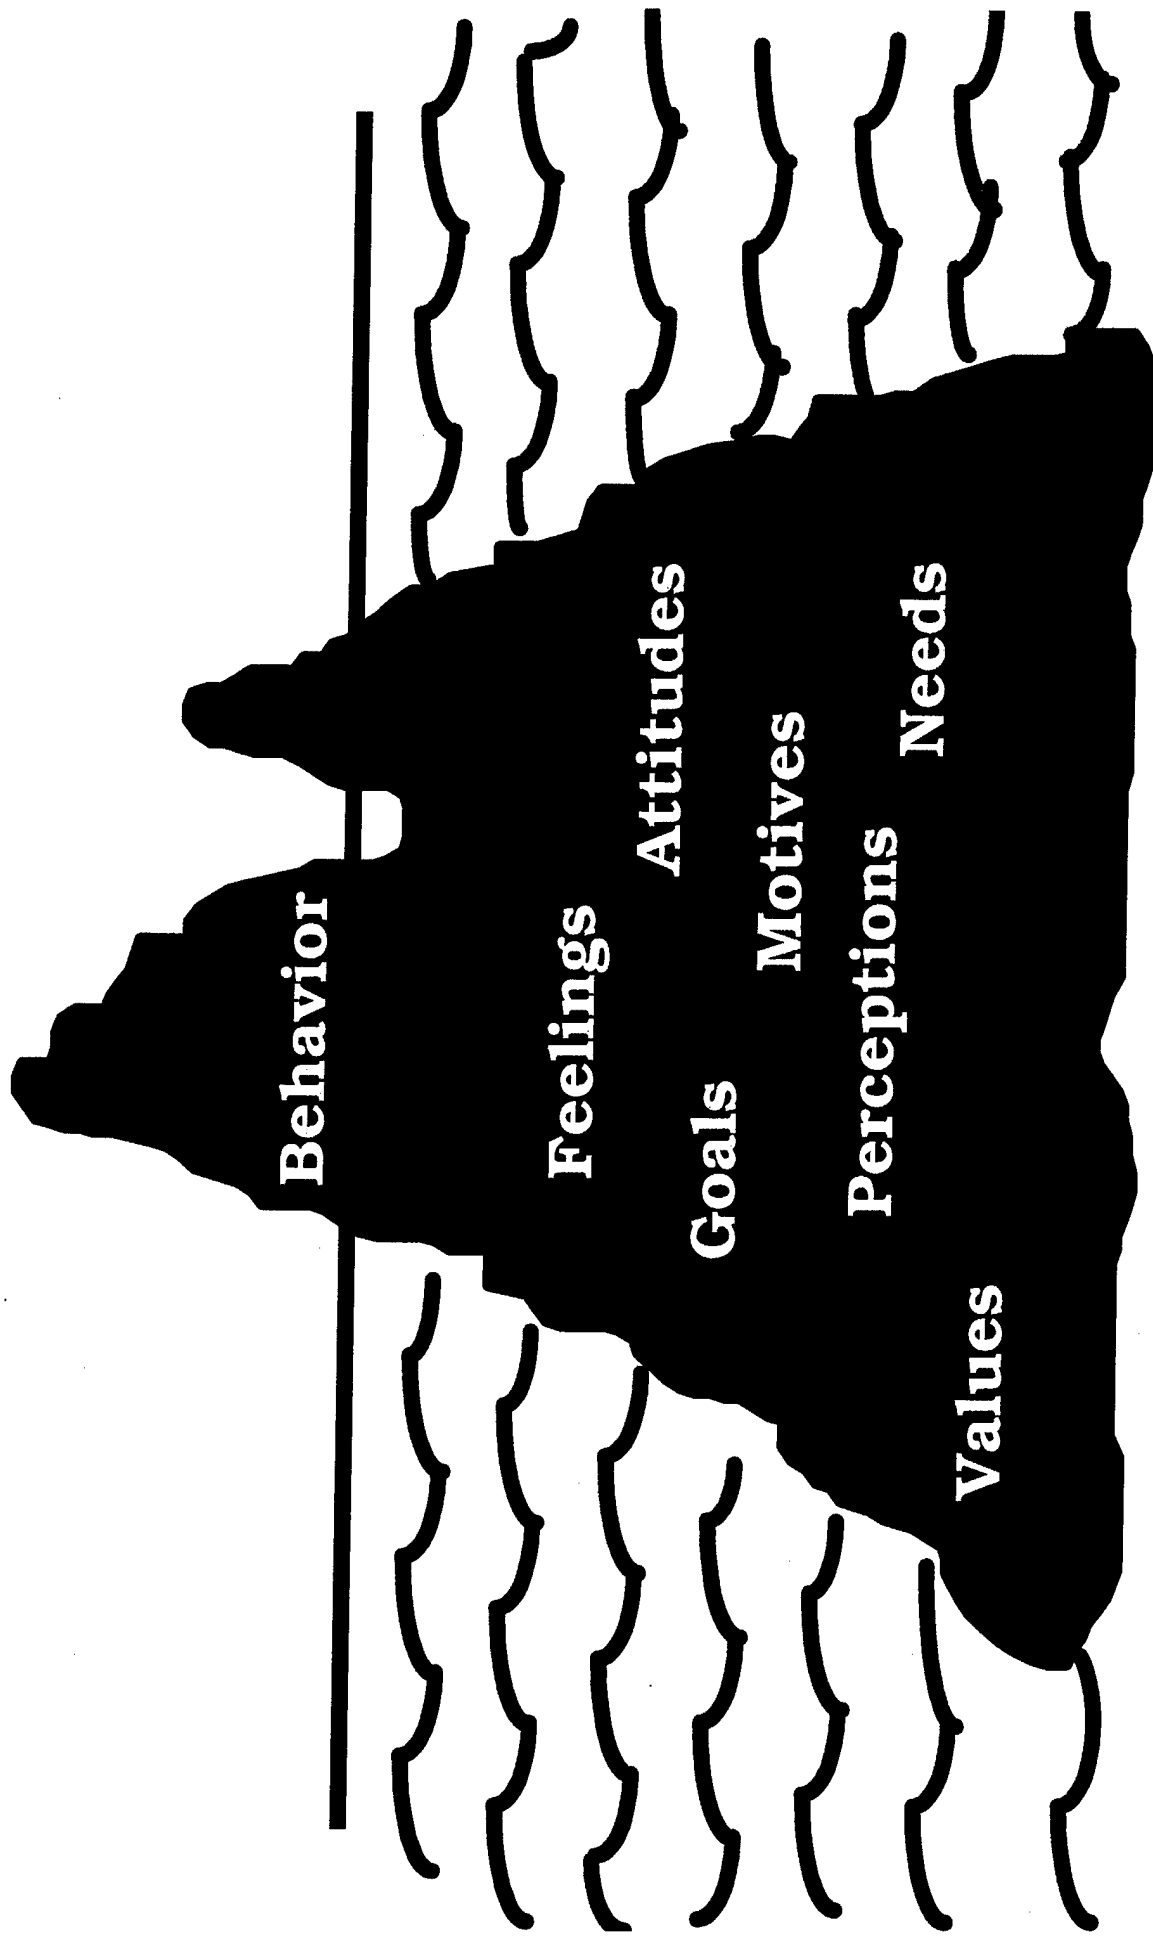 Behavior
Feelings
Attitudes
Goals
Motives
Perceptions
Needs
Values